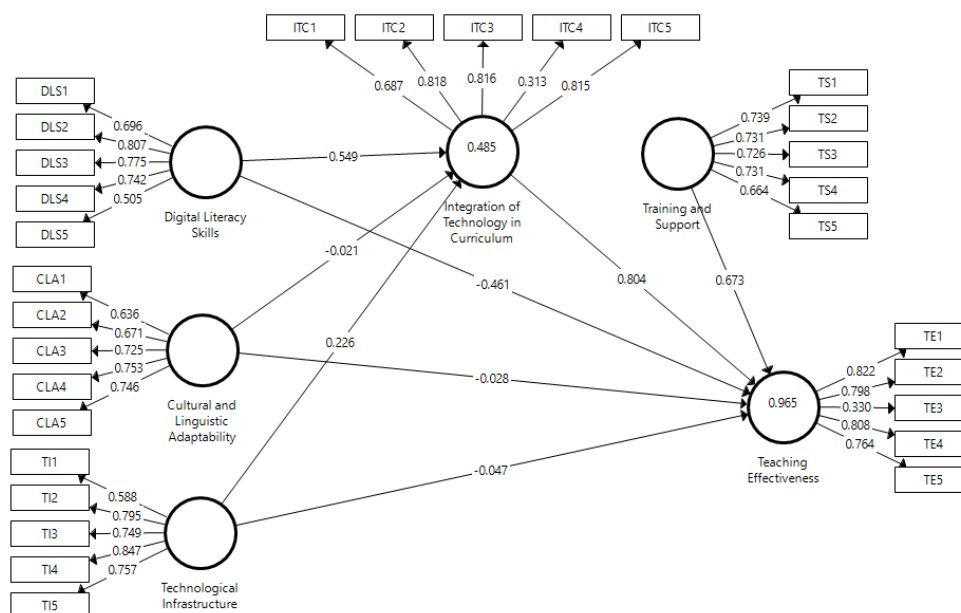 ITC1
ITC2
ITC3
ITC4
ITC5
0.687
0.818
0.816
0.313
0.815
DLS1
DLS2
DLS3
DLS4
DLS5
0.696
0.807
0.775
0.742
0.505
Digital Literacy
Skills
0.549
0.485
Integration of
Technology in
Curriculum
TS1
TS2
TS3
TS4
TS5
0.739
0.731
0.726
0.731
0.664
Training and
Support
-0.021
-0.461
0.804
0.673
CLA1
CLA2
CLA3
CLA4
CLA5
0.636
0.671
0.725
0.753
0.746
Cultural and
Linguistic
Adaptability
0.226
-0.028
-0.047
0.965
Teaching
Effectiveness
TE1
TE2
TE3
TE4
TE5
0.822
0.798
0.330
0.808
0.764
TI1
TI2
TI3
TI4
TI5
0.588
0.795
0.749
0.847
0.757
Technological
Infrastructure